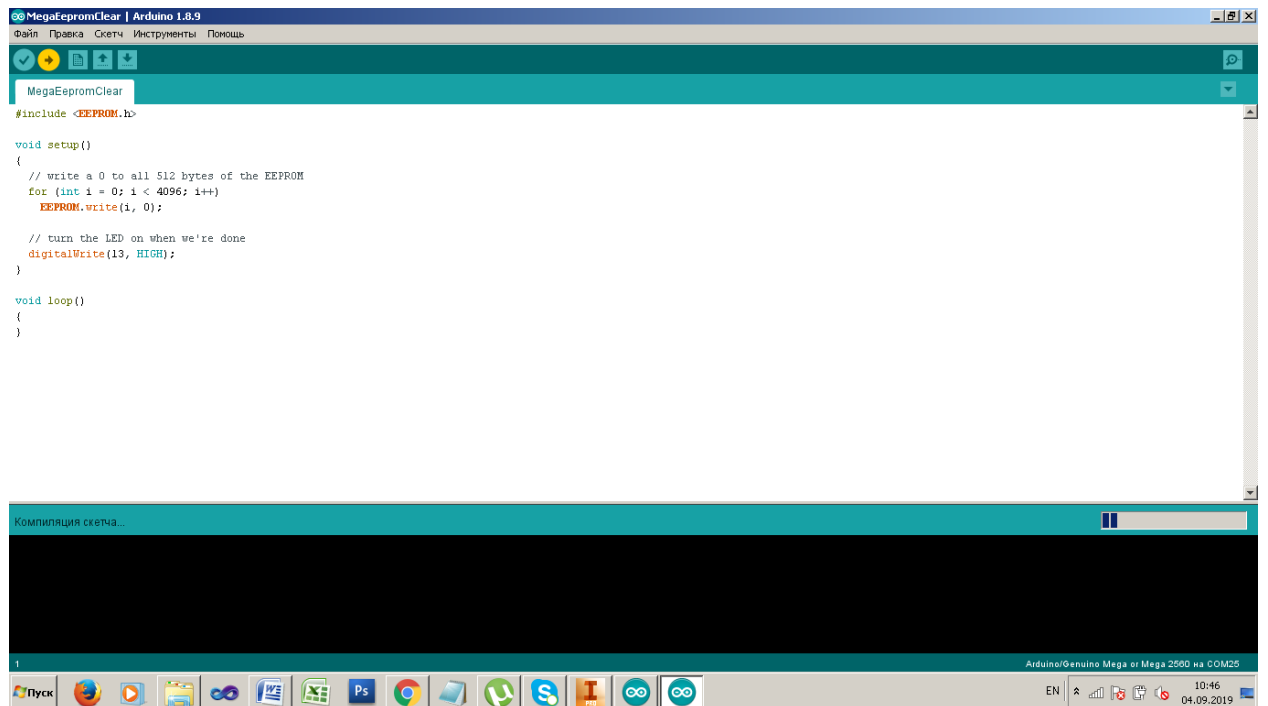 MegaEepromClear | Arduino 1.8.9
Файл Правка Скетч Инструменты Помощь
MegaEepromClear
#include <EEPROM.h>
void setup()
{
// write a 0 to all 512 bytes of the EEPROM
for (int i = 0; i < 4096; i++)
EEPROM.write(i, 0);
// turn the LED on when we're done
digitalWrite(13, HIGH);
}
void loop()
{
}
Компиляция скетча...
1
Arduino/Genuino Mega or Mega 2560 на COM25
Пуск
Ps
EN
10:46
04.09.2019